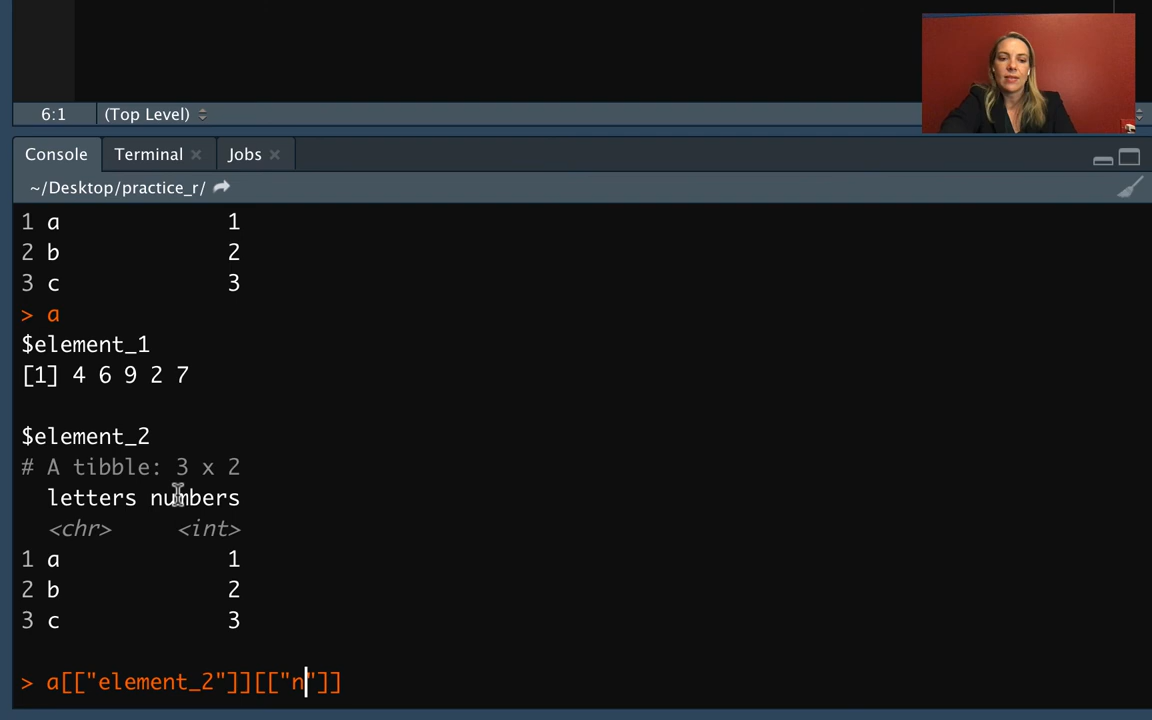 6:1 (Top Level)
Console Terminal Jobs
~/Desktop/practice_r/
1 a 1
2 b 2
3 c 3
> a
$element_1
[1] 4 6 9 2 7
$element_2
# A tibble: 3 x 2
letters numbers
<chr> <int>
1 a 1
2 b 2
3 c 3
> a[["element_2"]][["n"]]